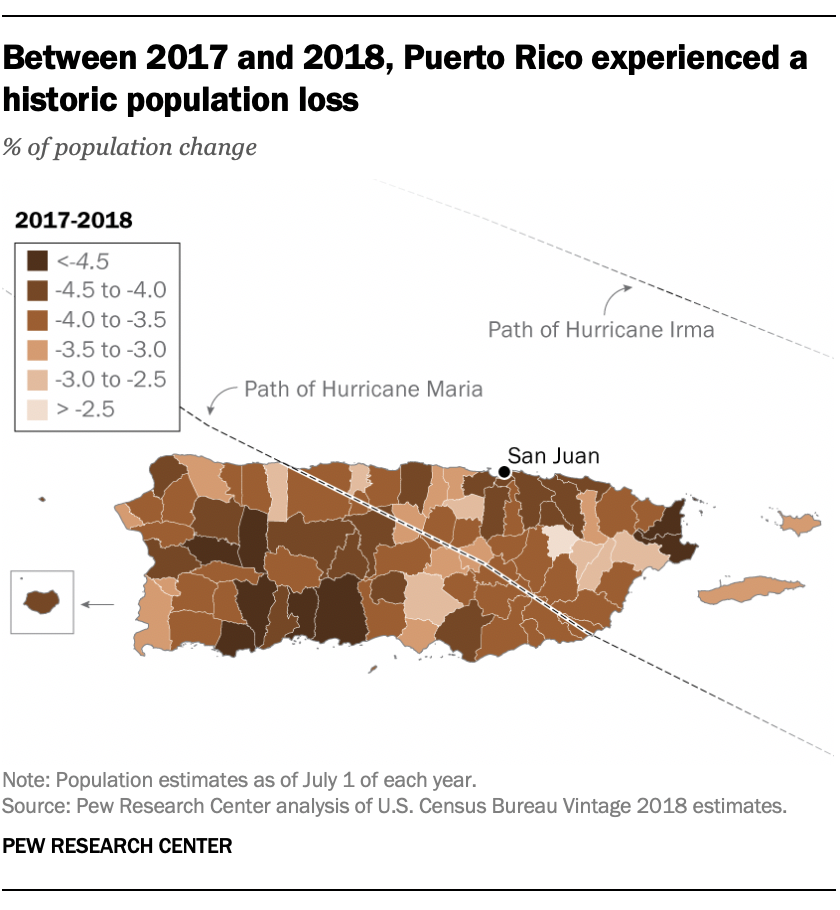 Between 2017 and 2018, Puerto Rico experienced a
historic population loss
% of population change
2017-2018
<-4.5
-4.5 to -4.0
-4.0 to -3.5
-3.5 to -3.0
-3.0 to -2.5
> -2.5
Path of Hurricane Irma
Path of Hurricane Maria
San Juan
Note: Population estimates as of July 1 of each year.
Source: Pew Research Center analysis of U.S. Census Bureau Vintage 2018 estimates.
PEW RESEARCH CENTER